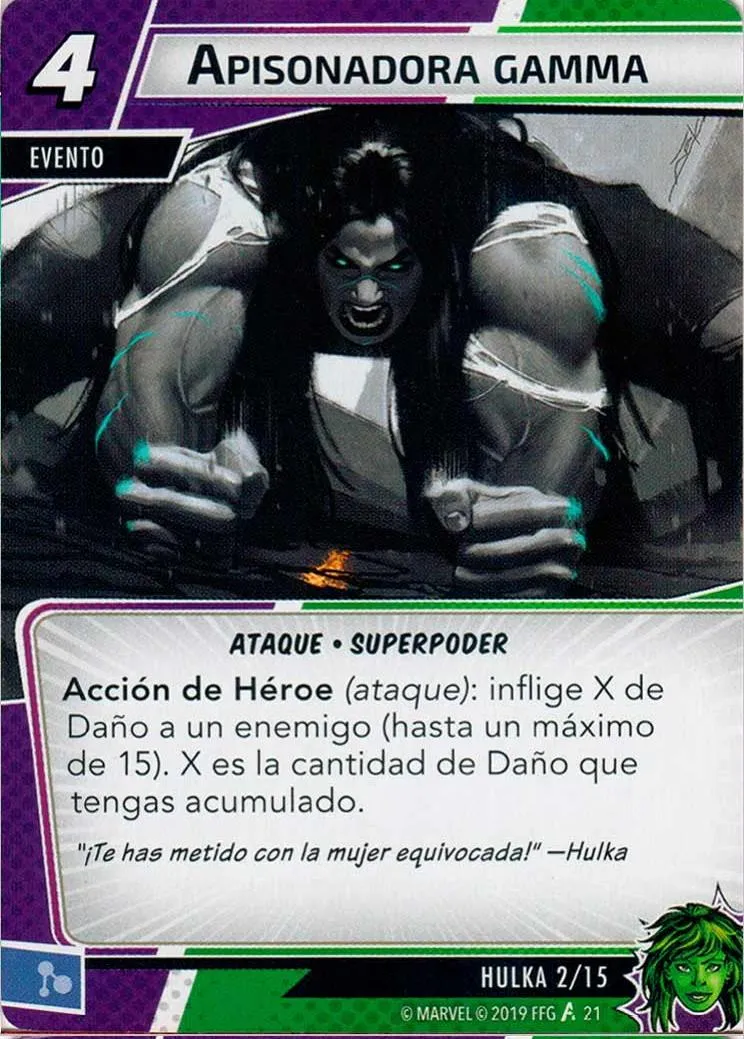 4
APISONADORA GAMMA
EVENTO
ATAQUE • SUPERPODER
Acción de Héroe (ataque): inflige X de
Daño a un enemigo (hasta un máximo
de 15). X es la cantidad de Daño que
tengas acumulado.
"¡Te has metido con la mujer equivocada!" —Hulka
HULKA 2/15
© MARVEL © 2019 FFG 21